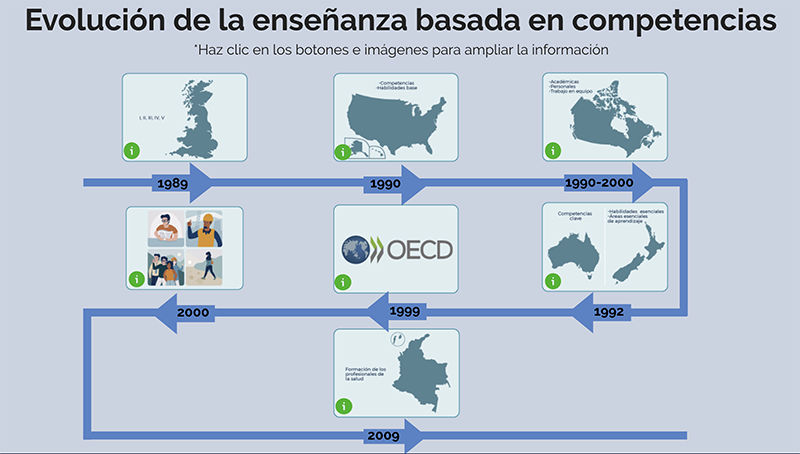 Evolución de la enseñanza basada en competencias
*Haz clic en los botones e imágenes para ampliar la información
I, II, III, IV, V
i
-Competencias
-Habilidades base
i
-Académicas
-Personales
-Trabajo en equipo
i
1989
1990
1990-2000
i
OECD
i
Competencias
clave
-Habilidades esenciales
-Áreas esenciales
de aprendizaje
i
2000
1999
1992
Formación de los
profesionales de
la salud
i
2009